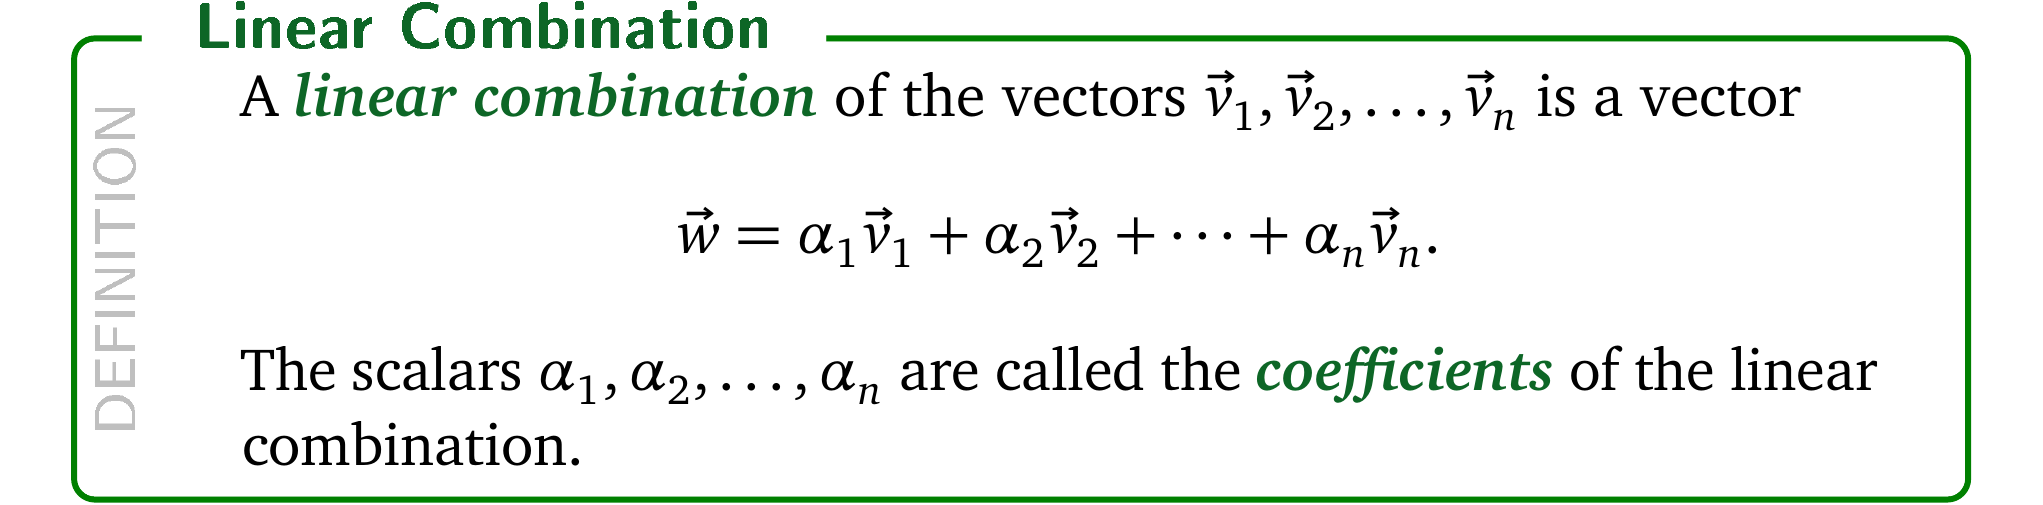 Linear Combination
DEFINITION
A linear combination of the vectors v⃗₁, v⃗₂, . . . , v⃗ₙ is a vector
w⃗ = α₁v⃗₁ + α₂v⃗₂ + · · · + αₙv⃗ₙ.
The scalars α₁, α₂, . . . , αₙ are called the coefficients of the linear
combination.